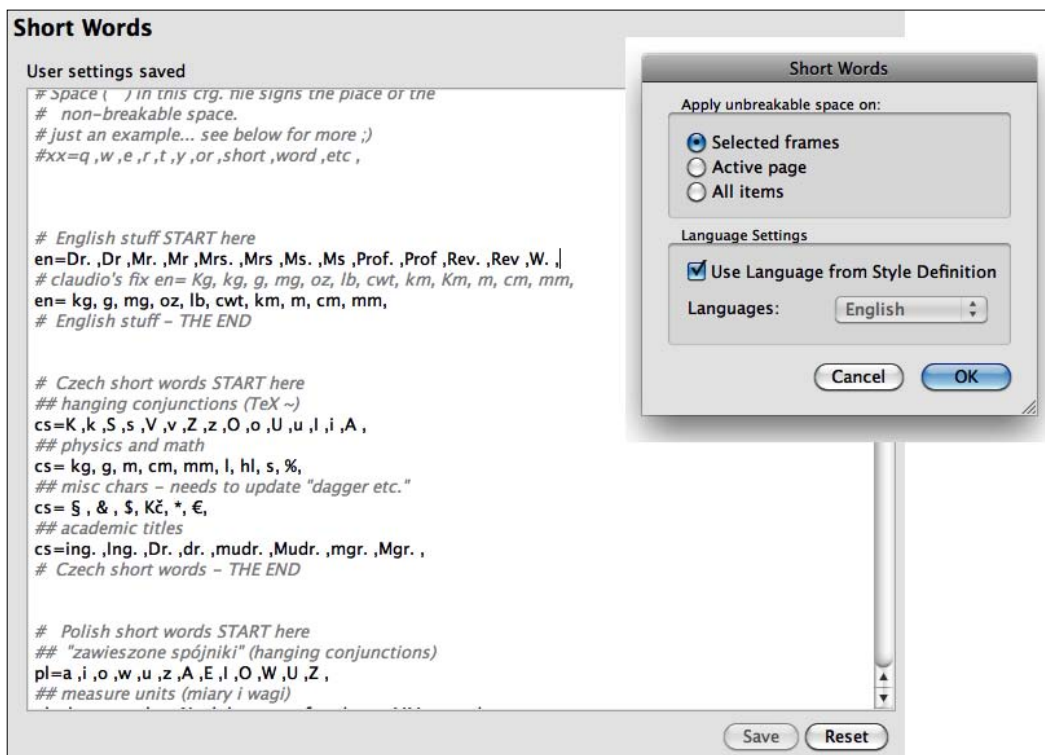 Short Words
User settings saved
# Space ( ) in this cfg. file signs the place of the
# non-breakable space.
# just an example... see below for more ;)
#xx=q ,w ,e ,r ,t ,y ,or ,short ,word ,etc ,
# English stuff START here
en=Dr. ,Dr ,Mr. ,Mr ,Mrs. ,Mrs ,Ms. ,Ms ,Prof. ,Prof ,Rev. ,Rev ,W. ,
# claudio's fix en= Kg, kg, g, mg, oz, lb, cwt, km, Km, m, cm, mm,
en= kg, g, mg, oz, lb, cwt, km, m, cm, mm,
# English stuff - THE END
# Czech short words START here
## hanging conjunctions (TeX ~)
cs=K ,k ,S ,s ,V ,v ,Z ,z ,O ,o ,U ,u ,I ,i ,A ,
## physics and math
cs= kg, g, m, cm, mm, l, hl, s, %,
## misc chars - needs to update "dagger etc."
cs= § , & , $, Kč, *, €,
## academic titles
cs=ing. ,Ing. ,Dr. ,dr. ,mudr. ,Mudr. ,mgr. ,Mgr. ,
# Czech short words - THE END
# Polish short words START here
## "zawieszone spójniki" (hanging conjunctions)
pl=a ,i ,o ,w ,u ,z ,A ,E ,I ,O ,W ,U ,Z ,
## measure units (miary i wagi)
Save Reset
Short Words
Apply unbreakable space on:
Selected frames
Active page
All items
Language Settings
Use Language from Style Definition
Languages: English
Cancel OK